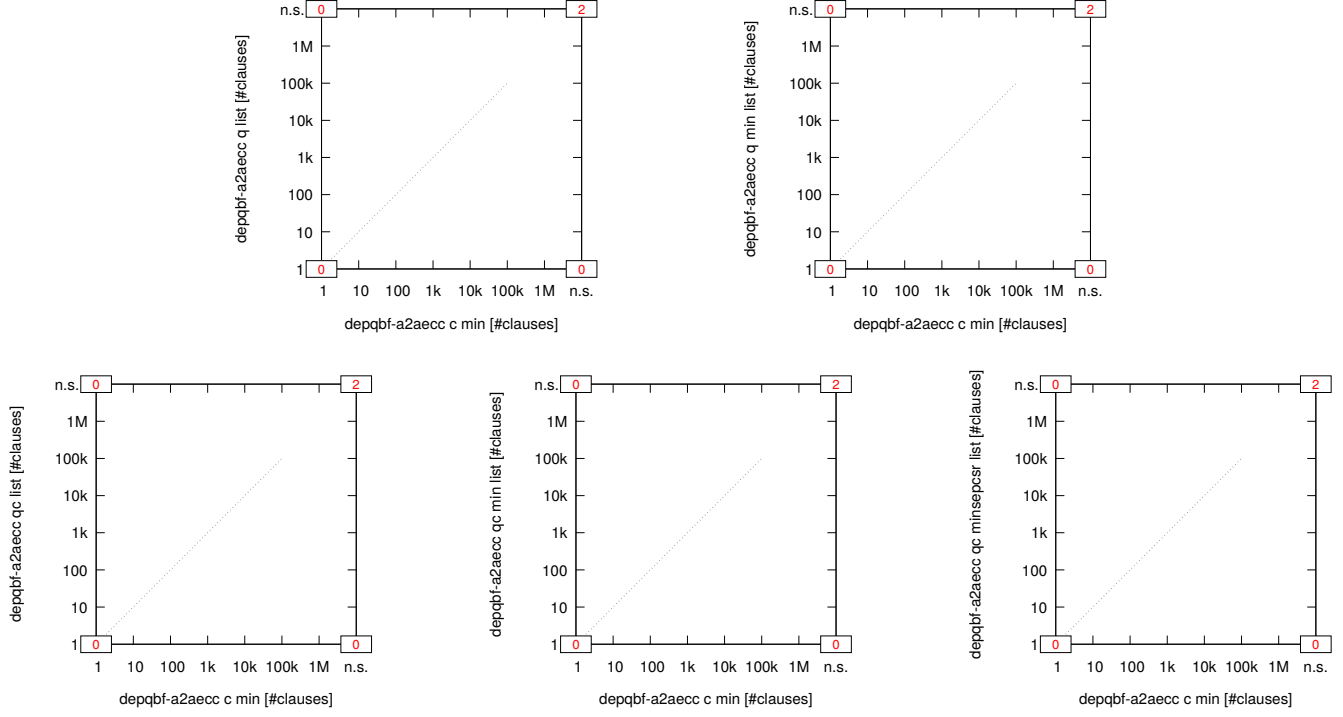 n.s. 0 2
1M
100k
10k
1k
100
10
1 0 0
1 10 100 1k 10k 100k 1M n.s.
depqbf-a2aecc q list [#clauses]
depqbf-a2aecc c min [#clauses]
n.s. 0 2
1M
100k
10k
1k
100
10
1 0 0
1 10 100 1k 10k 100k 1M n.s.
depqbf-a2aecc q min list [#clauses]
depqbf-a2aecc c min [#clauses]
n.s. 0 2
1M
100k
10k
1k
100
10
1 0 0
1 10 100 1k 10k 100k 1M n.s.
depqbf-a2aecc qc list [#clauses]
depqbf-a2aecc c min [#clauses]
n.s. 0 2
1M
100k
10k
1k
100
10
1 0 0
1 10 100 1k 10k 100k 1M n.s.
depqbf-a2aecc qc min list [#clauses]
depqbf-a2aecc c min [#clauses]
n.s. 0 2
1M
100k
10k
1k
100
10
1 0 0
1 10 100 1k 10k 100k 1M n.s.
depqbf-a2aecc qc minsepcsr list [#clauses]
depqbf-a2aecc c min [#clauses]